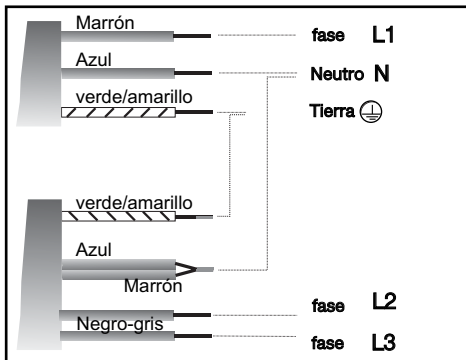 Marrón
fase L1
Azul
Neutro N
verde/amarillo
Tierra
verde/amarillo
Azul
Marrón
fase L2
Negro-gris
fase L3